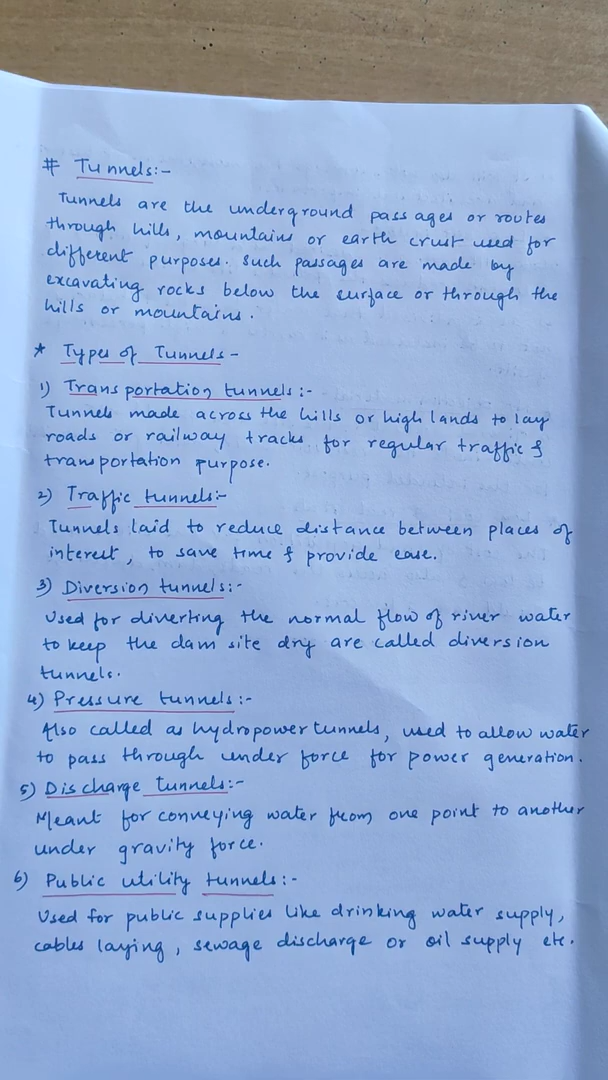 # Tunnels:-
Tunnels are the underground passages or routes
through hills, mountains or earth crust used for
different purposes. Such passages are made by
excavating rocks below the surface or through the
hills or mountains.
* Types of Tunnels -
1) Transportation tunnels :-
Tunnels made across the hills or high lands to lay
roads or railway tracks for regular traffic &
transportation purpose.
2) Traffic tunnels:-
Tunnels laid to reduce distance between places of
interest, to save time & provide ease.
3) Diversion tunnels:-
Used for diverting the normal flow of river water
to keep the dam site dry are called diversion
tunnels.
4) Pressure tunnels :-
Also called as hydropower tunnels, used to allow water
to pass through under force for power generation.
5) Discharge tunnels:-
Meant for conveying water from one point to another
under gravity force.
6) Public utility tunnels:-
Used for public supplies like drinking water supply,
cables laying, sewage discharge or oil supply etc.